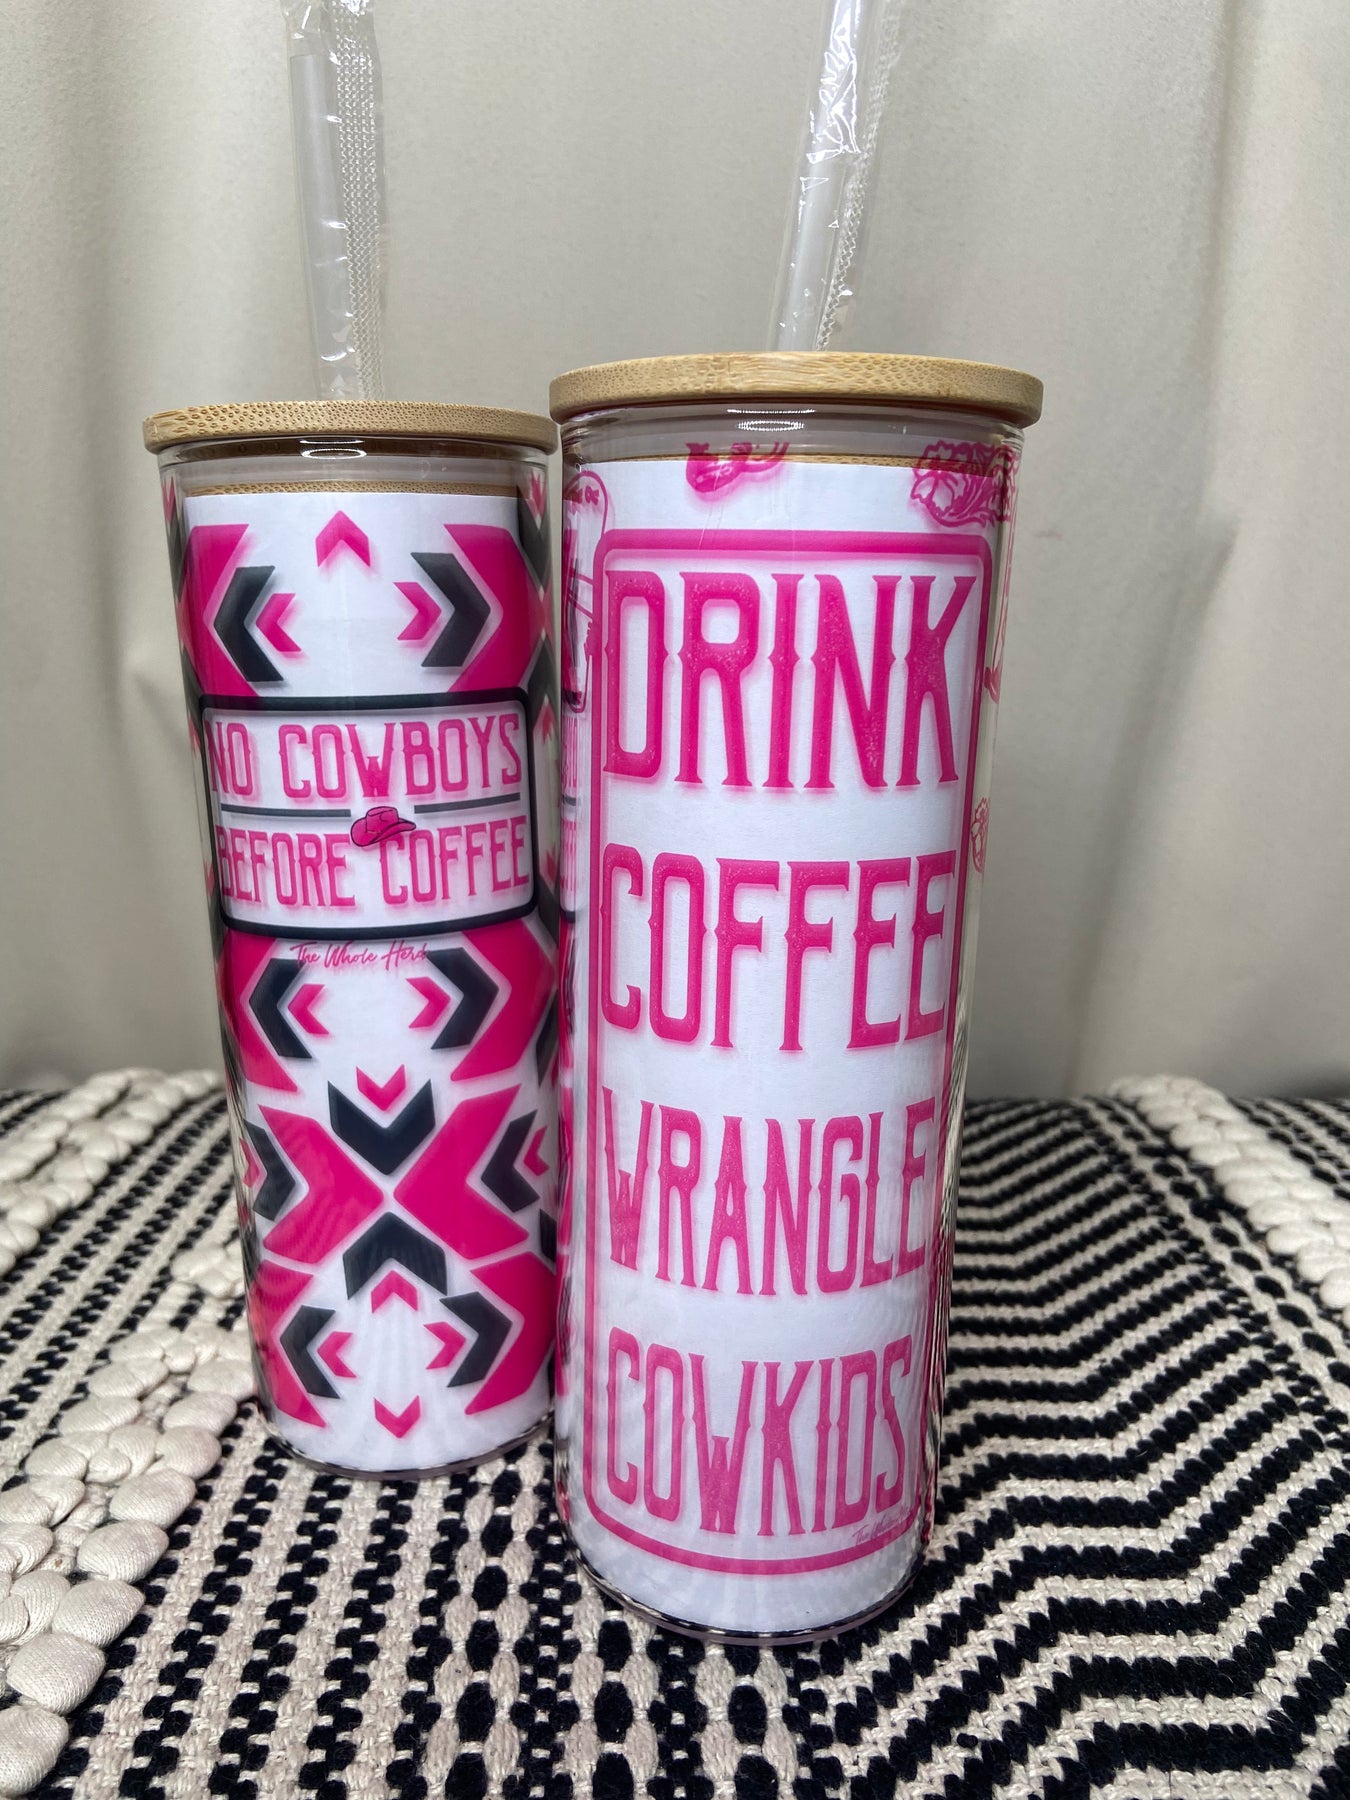 NO COWBOYS
BEFORE COFFEE
The Whole Herd
DRINK
COFFEE
WRANGLE
COWKIDS